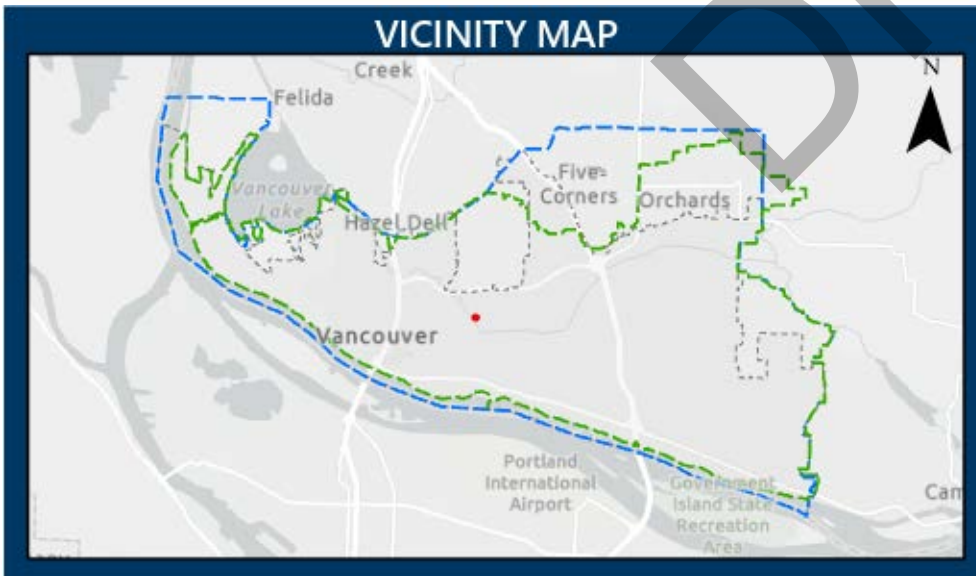 VICINITY MAP
Creek
N
Felida
Five
Corners
Vancouver
Lake
Orchards
Hazel Dell
Vancouver
Portland
International
Airport
Government
Island State
Recreation
Area
Cam